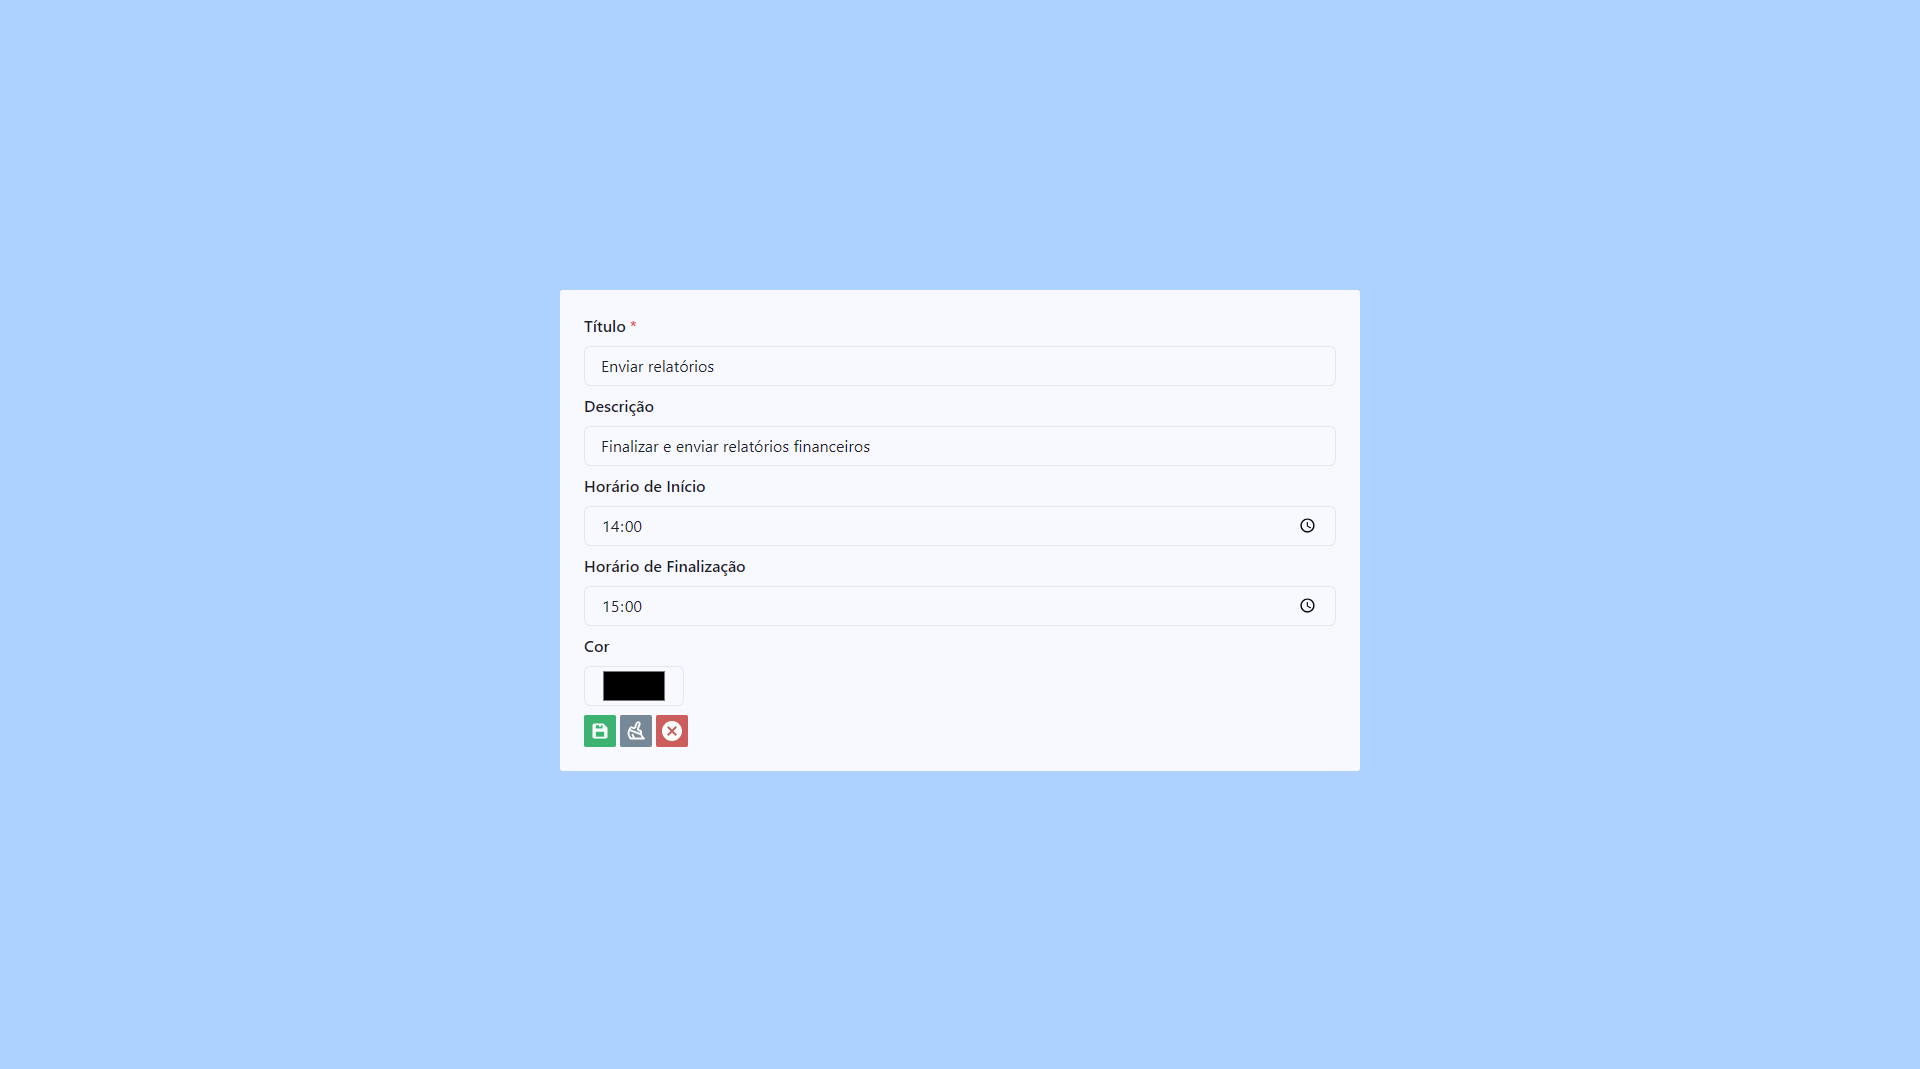 Título *
Enviar relatórios
Descrição
Finalizar e enviar relatórios financeiros
Horário de Início
14:00
Horário de Finalização
15:00
Cor